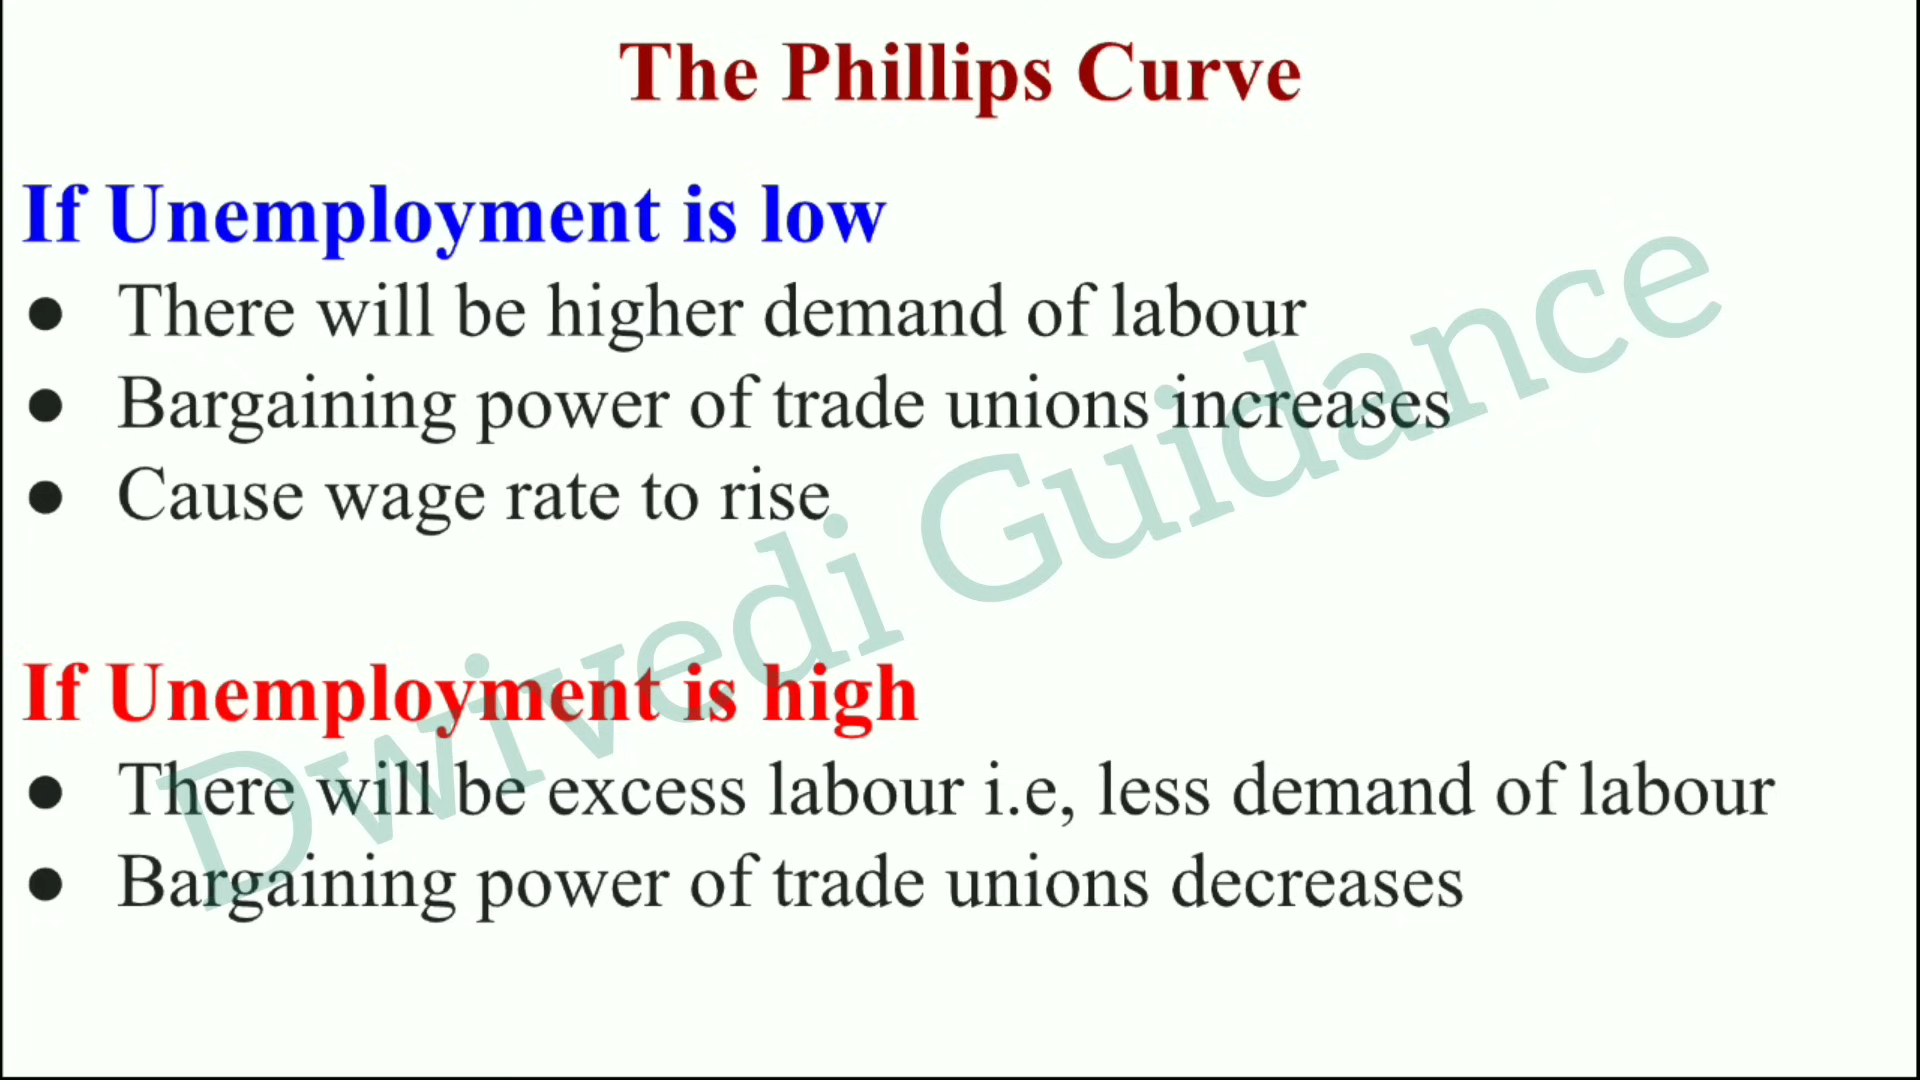 The Phillips Curve
If Unemployment is low
● There will be higher demand of labour
● Bargaining power of trade unions increases
● Cause wage rate to rise
If Unemployment is high
● There will be excess labour i.e, less demand of labour
● Bargaining power of trade unions decreases
Dwivedi Guidance